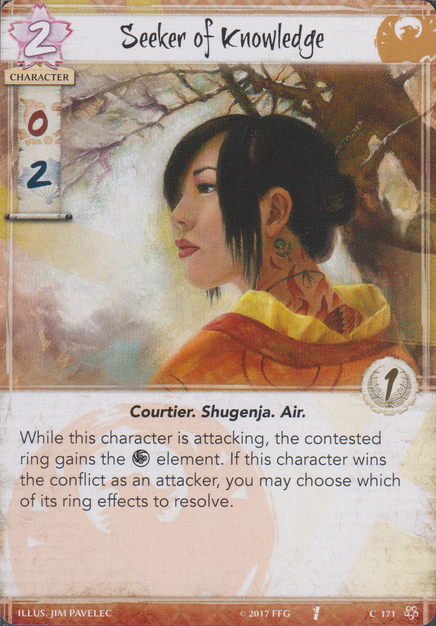 2
Seeker of Knowledge
CHARACTER
0
2
1
Courtier. Shugenja. Air.
While this character is attacking, the contested
ring gains the element. If this character wins
the conflict as an attacker, you may choose which
of its ring effects to resolve.
ILLUS. JIM PAVELEC © 2017 FFG C 171